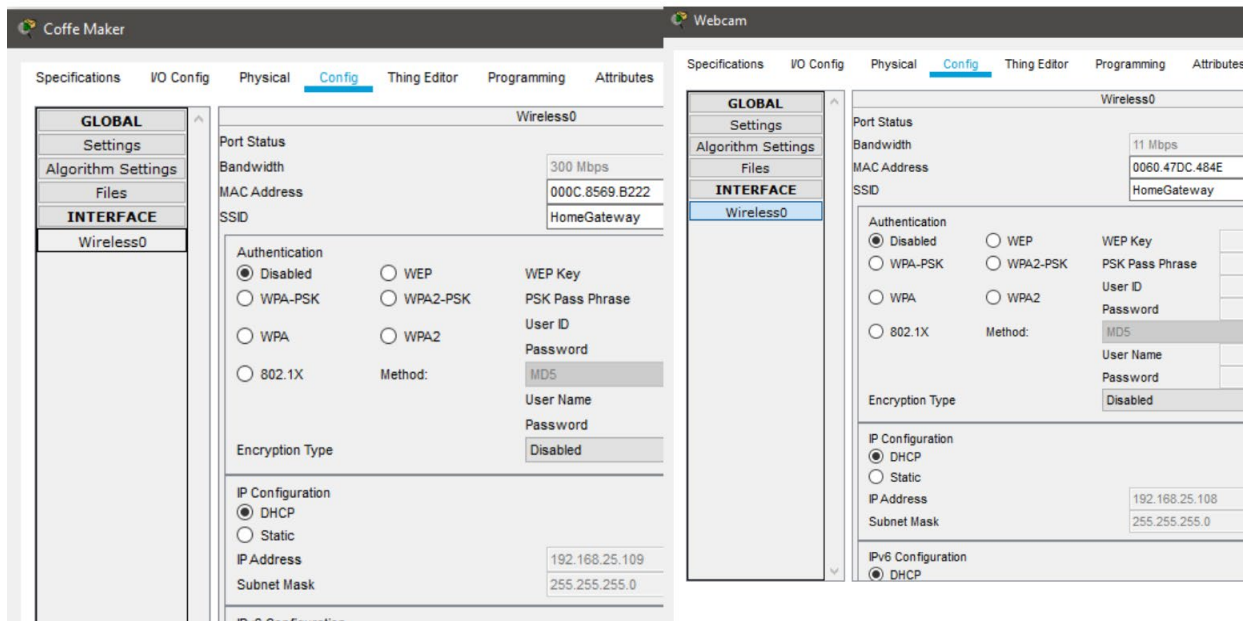 Coffe Maker
Specifications I/O Config Physical Config Thing Editor Programming Attributes
GLOBAL
Settings
Algorithm Settings
Files
INTERFACE
Wireless0
Wireless0
Port Status
Bandwidth 300 Mbps
MAC Address 000C.8569.B222
SSID HomeGateway
Authentication
Disabled WEP WEP Key
WPA-PSK WPA2-PSK PSK Pass Phrase
User ID
WPA WPA2
Password
802.1X Method: MD5
User Name
Password
Encryption Type Disabled
IP Configuration
DHCP
Static
IP Address 192.168.25.109
Subnet Mask 255.255.255.0
Webcam
Specifications I/O Config Physical Config Thing Editor Programming Attributes
GLOBAL
Settings
Algorithm Settings
Files
INTERFACE
Wireless0
Wireless0
Port Status
Bandwidth 11 Mbps
MAC Address 0060.47DC.484E
SSID HomeGateway
Authentication
Disabled WEP WEP Key
WPA-PSK WPA2-PSK PSK Pass Phrase
User ID
WPA WPA2
Password
802.1X Method: MD5
User Name
Password
Encryption Type Disabled
IP Configuration
DHCP
Static
IP Address 192.168.25.108
Subnet Mask 255.255.255.0
IPv6 Configuration
DHCP